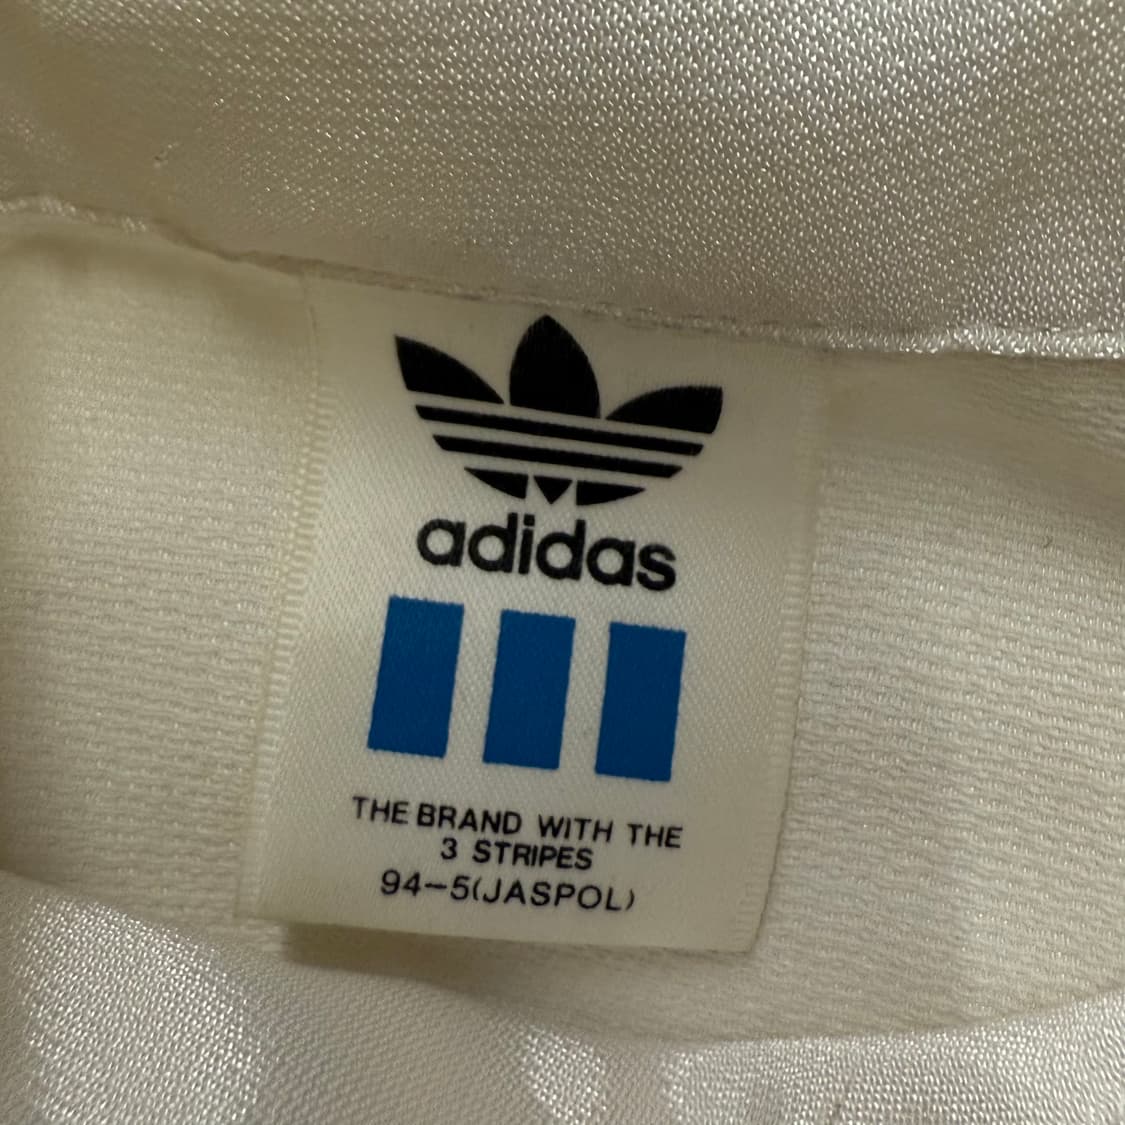 adidas
THE BRAND WITH THE
3 STRIPES
94-5(JASPOL)